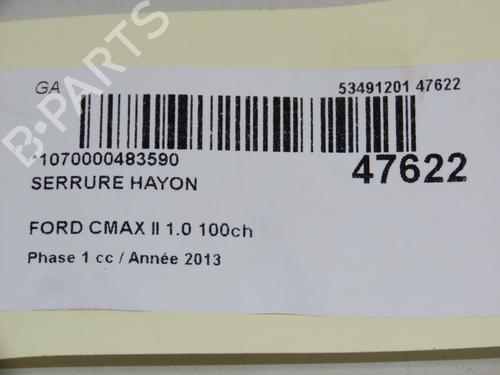 GA
53491201 47622
*1070000483590
47622
SERRURE HAYON
FORD CMAX II 1.0 100ch
Phase 1 cc / Année 2013
B-PARTS